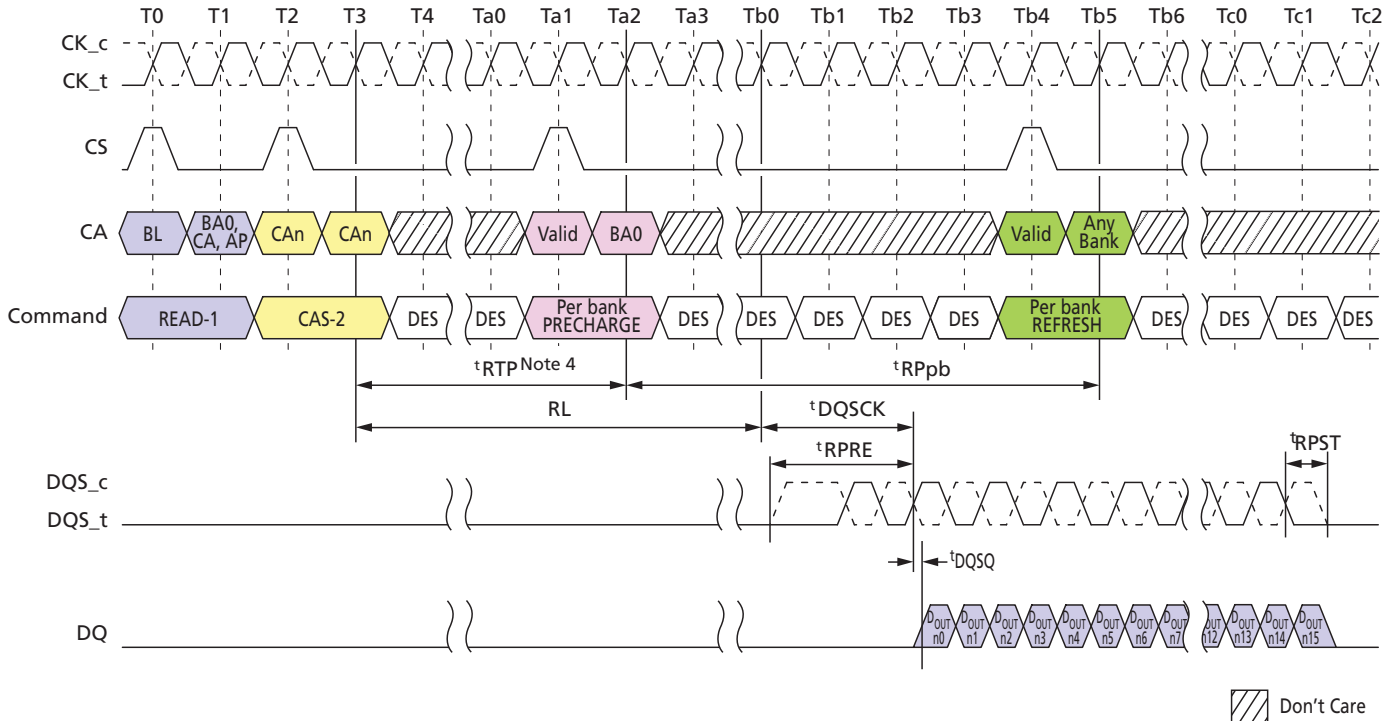 T0 T1 T2 T3 T4 Ta0 Ta1 Ta2 Ta3 Tb0 Tb1 Tb2 Tb3 Tb4 Tb5 Tb6 Tc0 Tc1 Tc2
CK_c
CK_t
CS
CA BL BA0, CA, AP CAn CAn Valid BA0 Valid Any Bank
Command READ-1 CAS-2 DES DES Per bank PRECHARGE DES DES DES DES DES Per bank REFRESH DES DES DES DES
tRTP Note 4 tRPpb
RL tDQSCK
tRPRE tRPST
DQS_c
DQS_t
tDQSQ
DQ DOUT n0 DOUT n1 DOUT n2 DOUT n3 DOUT n4 DOUT n5 DOUT n6 DOUT n7 DOUT n12 DOUT n13 DOUT n14 DOUT n15
Don't Care